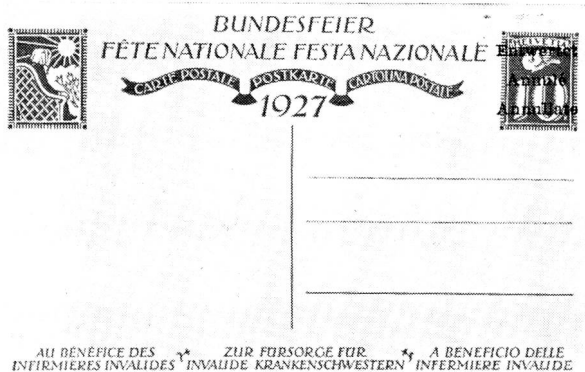 BUNDESFEIER
FÊTE NATIONALE FESTA NAZIONALE
CARTE POSTALE POSTKARTE CARTOLINA POSTALE
1927
HELVETIA
Entwertet
Annulé
Annullato
10
AU BÉNÉFICE DES
INFIRMIÈRES INVALIDES
ZUR FÜRSORGE FÜR
INVALIDE KRANKENSCHWESTERN
A BENEFICIO DELLE
INFERMIERE INVALIDE